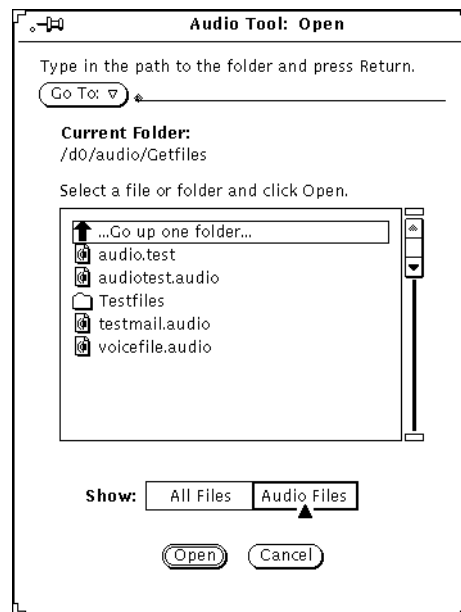 Audio Tool: Open
Type in the path to the folder and press Return.
Go To:
Current Folder:
/d0/audio/Getfiles
Select a file or folder and click Open.
...Go up one folder...
audio.test
audiotest.audio
Testfiles
testmail.audio
voicefile.audio
Show: All Files Audio Files
Open Cancel